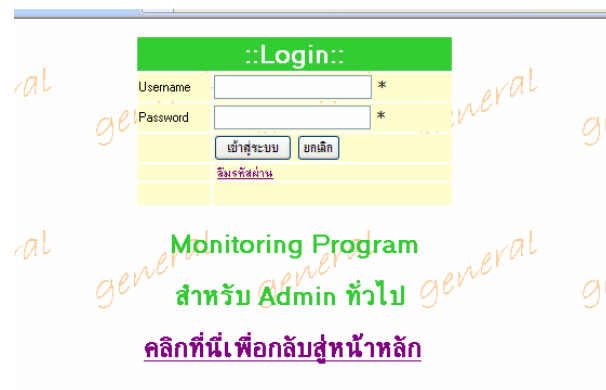 ::Login::
Username *
Password *
เข้าสู่ระบบ ยกเลิก
ลืมรหัสผ่าน
Monitoring Program
สำหรับ Admin ทั่วไป
คลิกที่นี่เพื่อกลับสู่หน้าหลัก
general
general
general
general
general